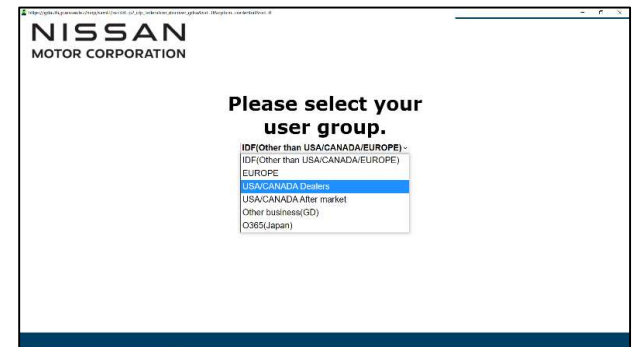 NISSAN
MOTOR CORPORATION
Please select your
user group.
IDF(Other than USA/CANADA/EUROPE)
IDF(Other than USA/CANADA/EUROPE)
EUROPE
USA/CANADA Dealers
USA/CANADA After market
Other business(GD)
O365(Japan)